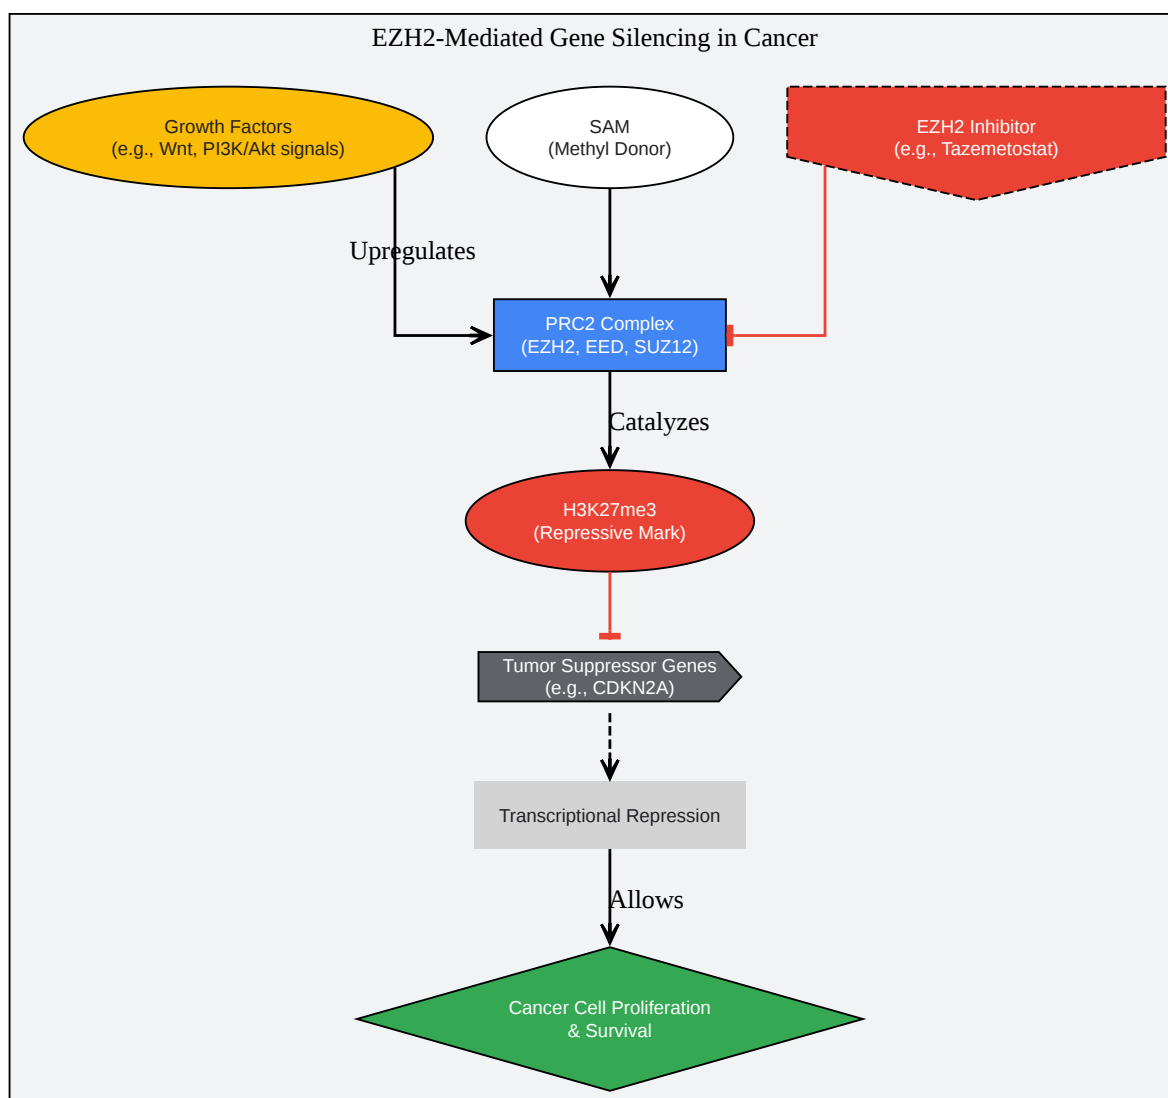 EZH2-Mediated Gene Silencing in Cancer
Growth Factors
(e.g., Wnt, PI3K/Akt signals)
SAM
(Methyl Donor)
EZH2 Inhibitor
(e.g., Tazemetostat)
Upregulates
PRC2 Complex
(EZH2, EED, SUZ12)
Catalyzes
H3K27me3
(Repressive Mark)
Tumor Suppressor Genes
(e.g., CDKN2A)
Transcriptional Repression
Allows
Cancer Cell Proliferation
& Survival